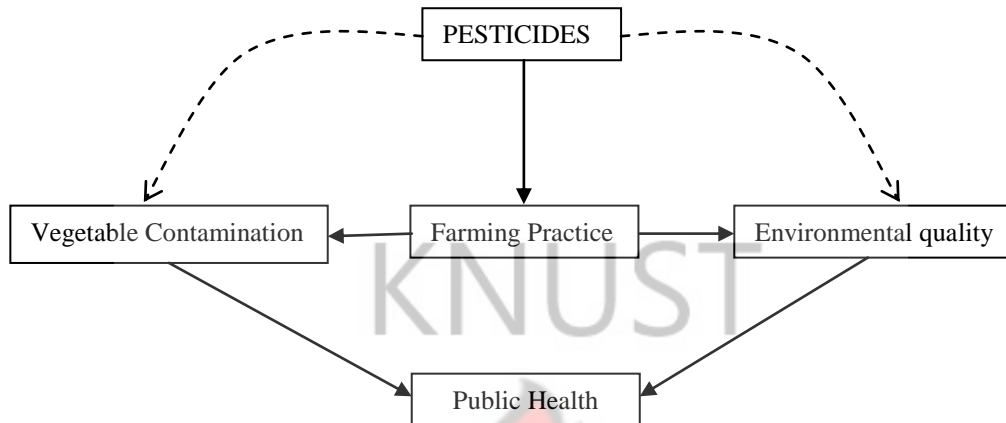 PESTICIDES
Vegetable Contamination
Farming Practice
Environmental quality
KNUST
Public Health